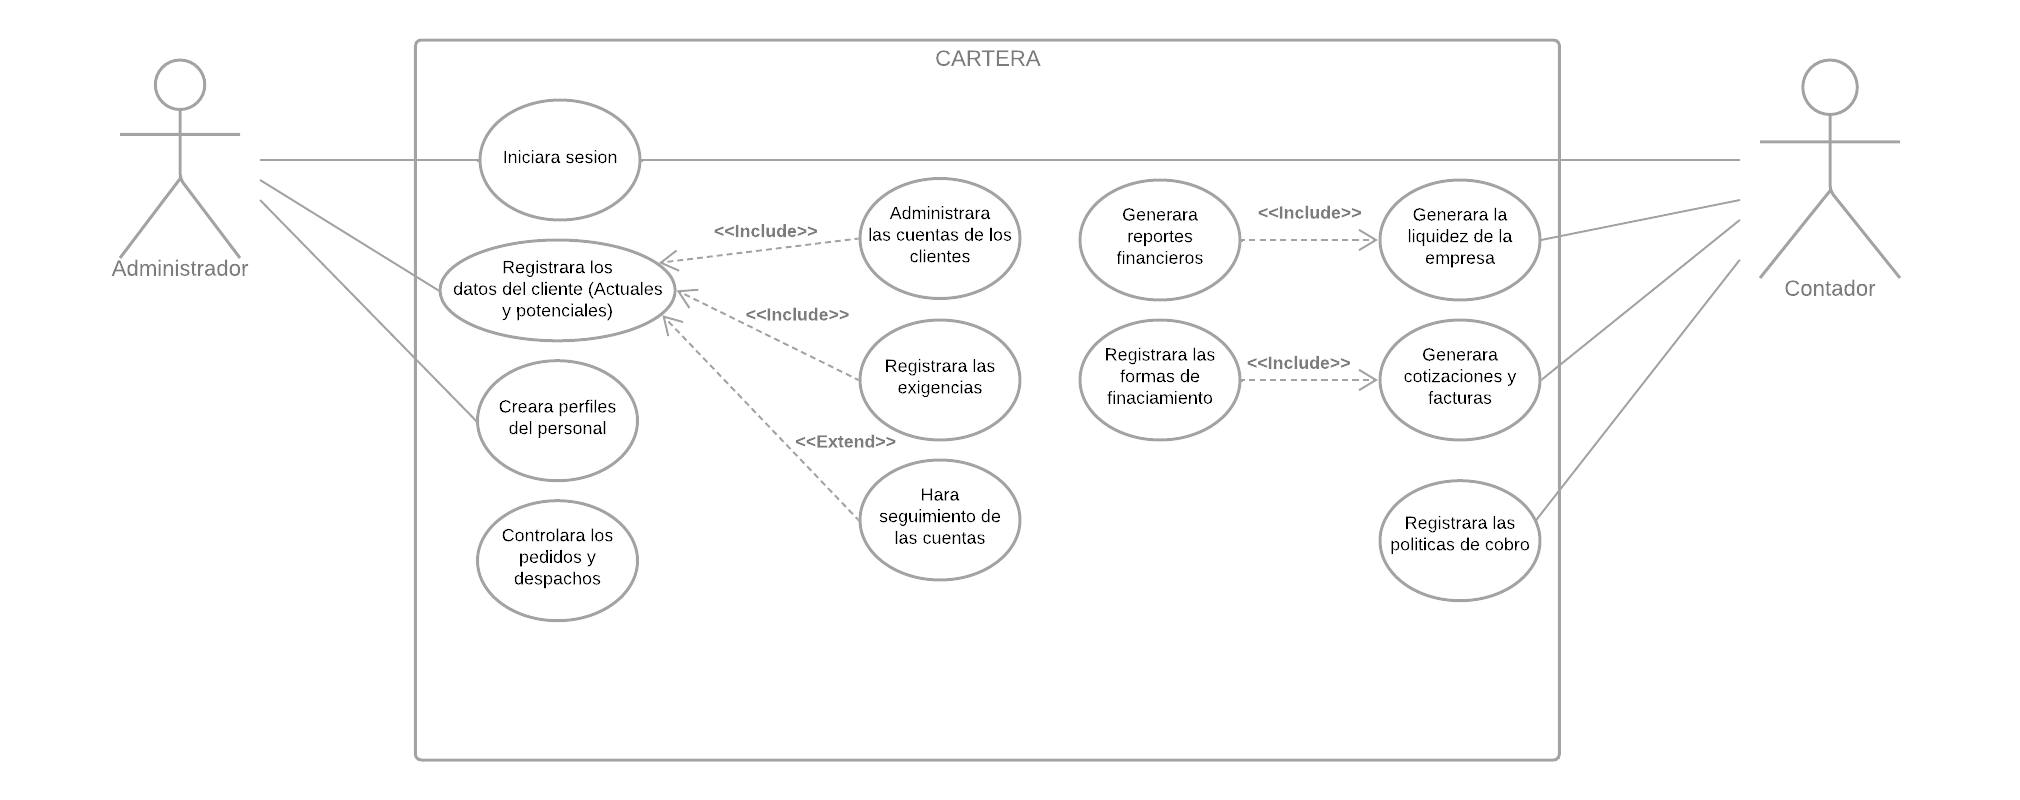 CARTERA
Administrador
Contador
Iniciara sesion
Registrara los
datos del cliente (Actuales
y potenciales)
Creara perfiles
del personal
Controlara los
pedidos y
despachos
<<Include>>
<<Include>>
<<Extend>>
Administrara
las cuentas de los
clientes
Registrara las
exigencias
Hara
seguimiento de
las cuentas
Generara
reportes
financieros
Registrara las
formas de
finaciamiento
<<Include>>
<<Include>>
Generara la
liquidez de la
empresa
Generara
cotizaciones y
facturas
Registrara las
politicas de cobro